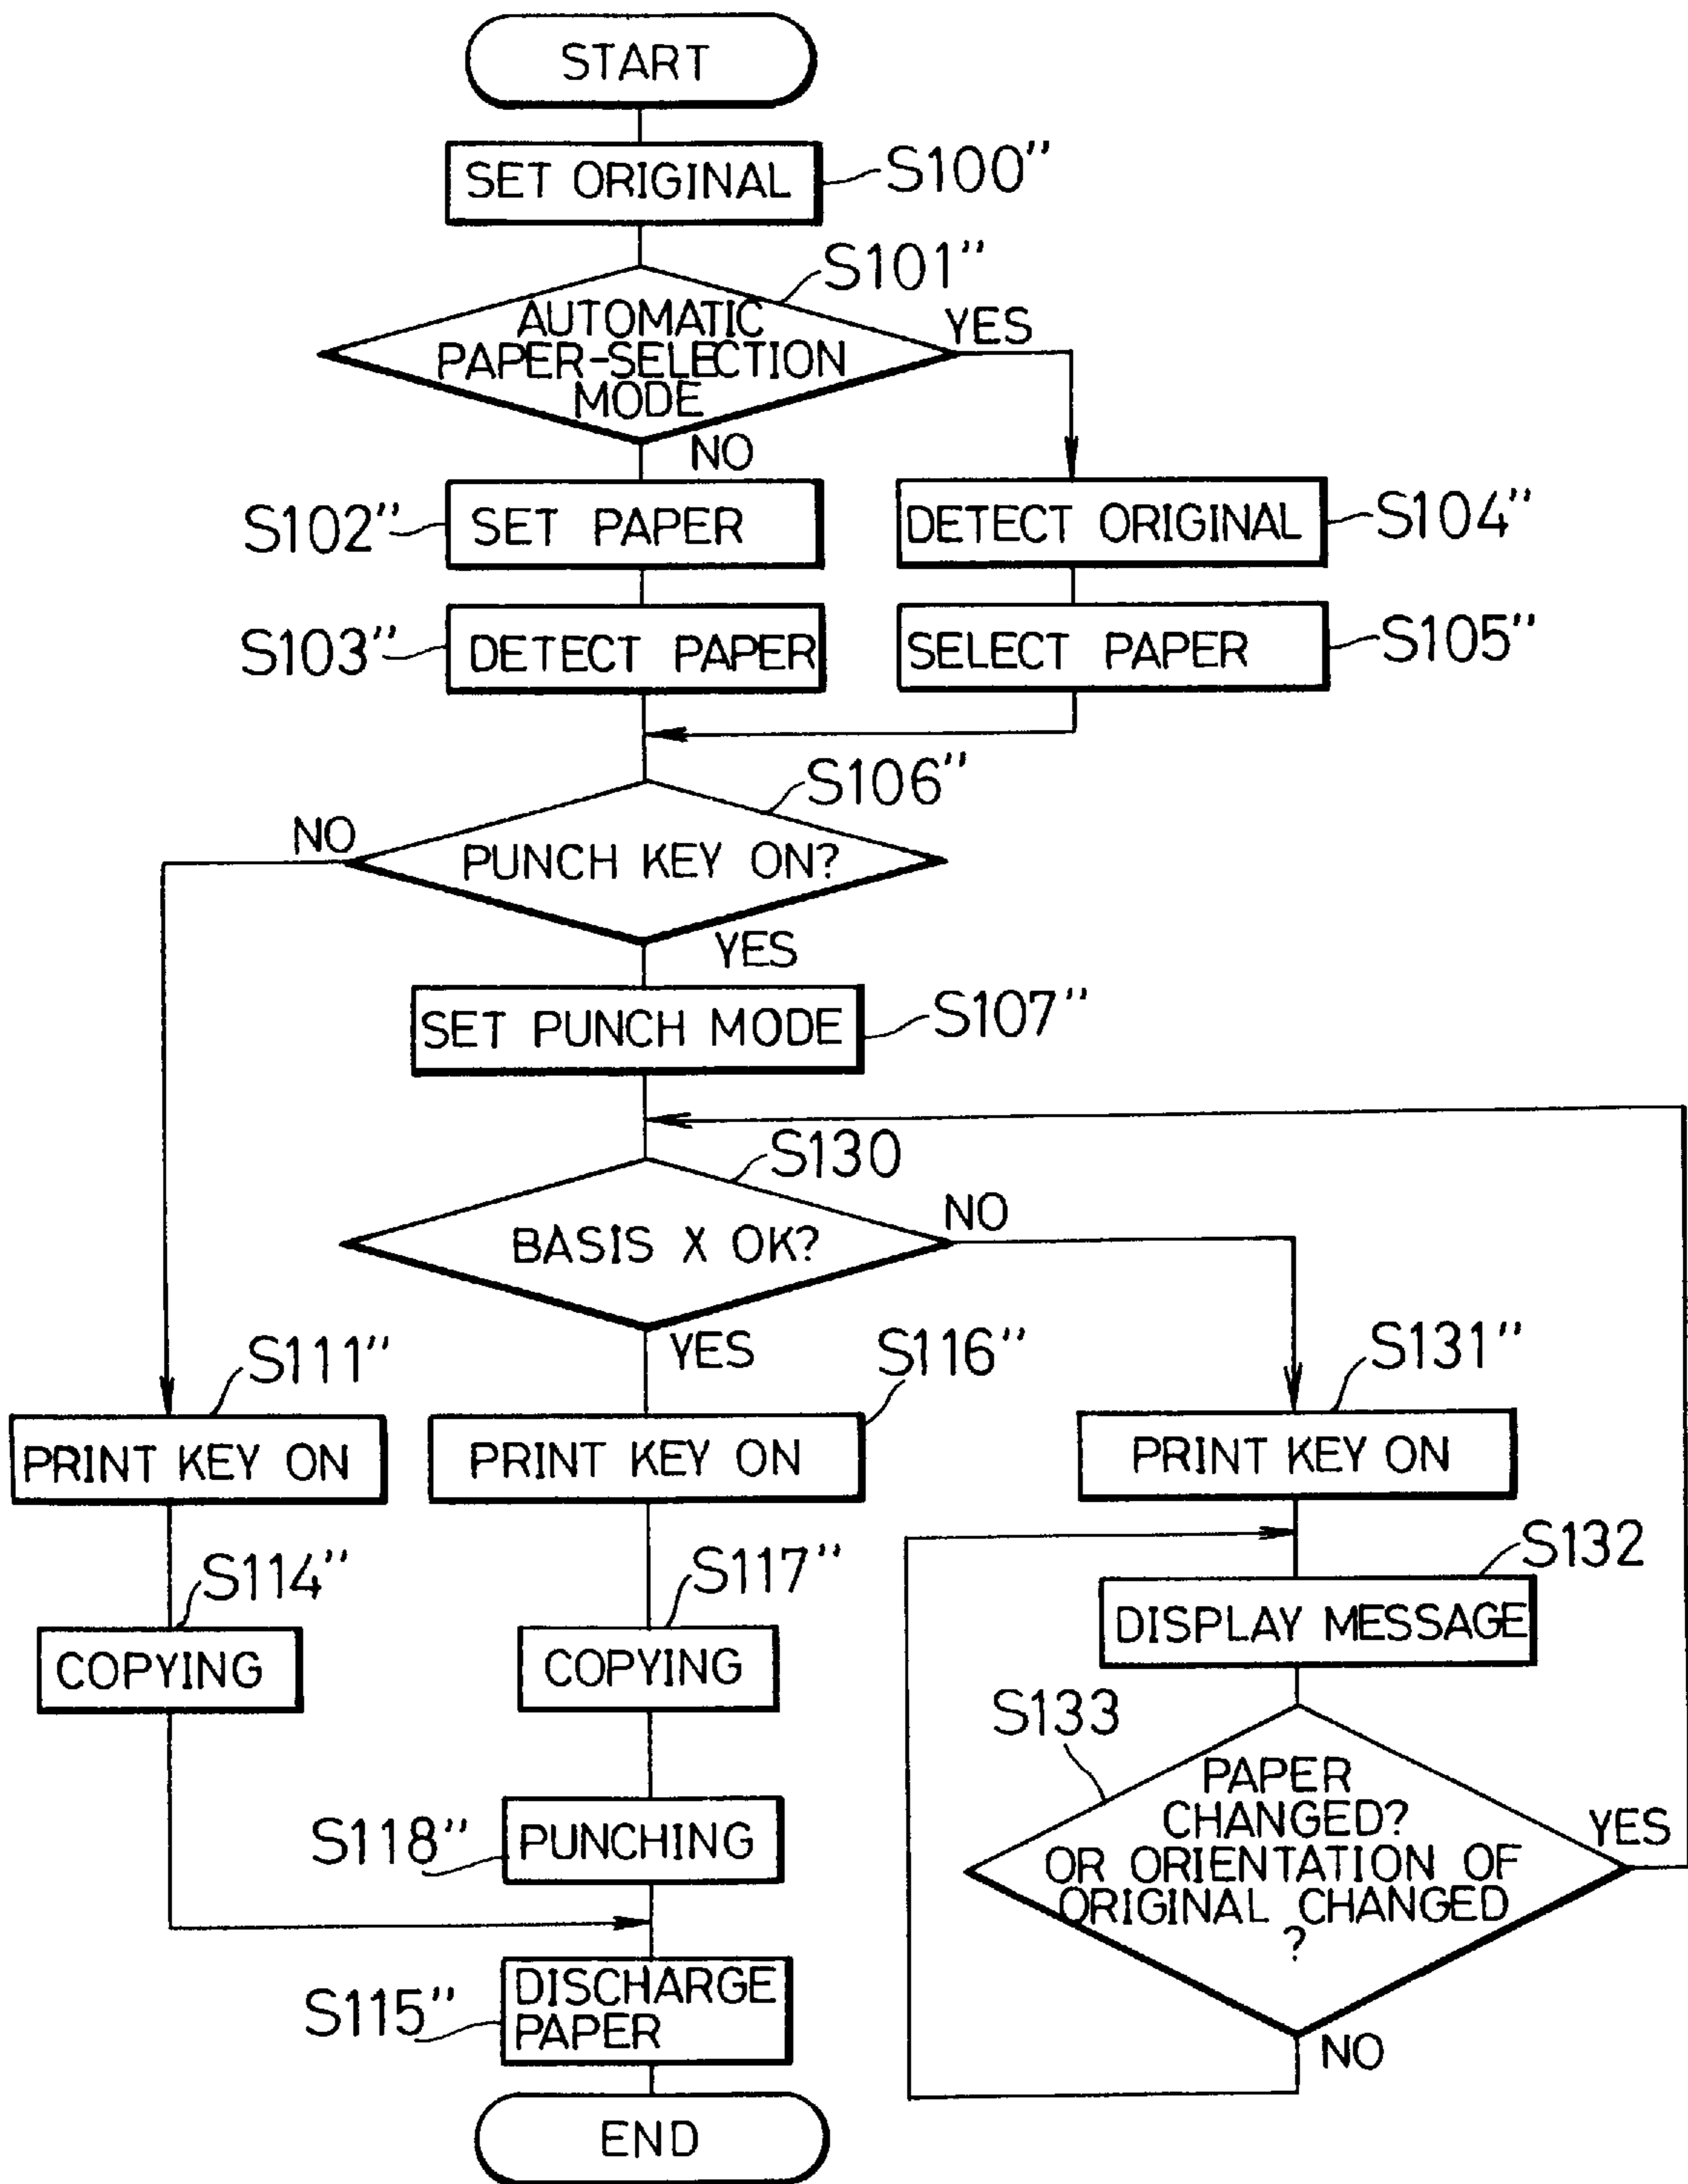 START
SET ORIGINAL
S100"
S101"
AUTOMATIC
PAPER-SELECTION
MODE
YES
NO
S102"
SET PAPER
DETECT ORIGINAL
S104"
S103"
DETECT PAPER
SELECT PAPER
S105"
S106"
NO
PUNCH KEY ON?
YES
SET PUNCH MODE
S107"
S130
NO
BASIS X OK?
YES
S111"
S116"
S131"
PRINT KEY ON
PRINT KEY ON
PRINT KEY ON
S114"
S117"
S132
COPYING
COPYING
DISPLAY MESSAGE
S133
PAPER
CHANGED?
OR ORIENTATION OF
ORIGINAL CHANGED
?
YES
NO
S118"
PUNCHING
S115"
DISCHARGE
PAPER
END